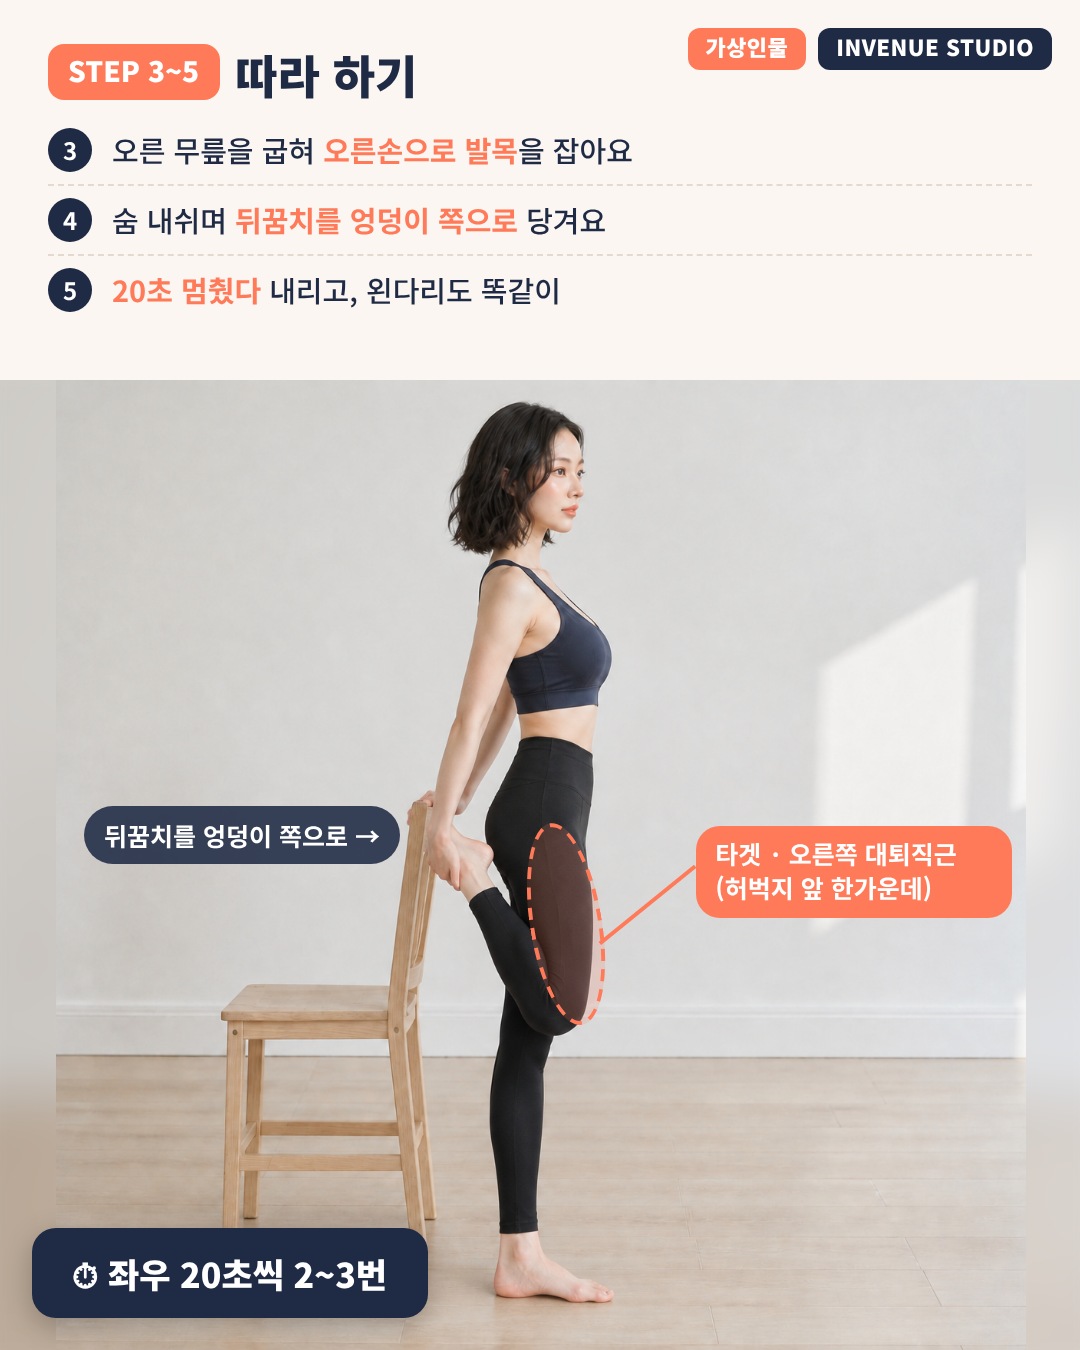 STEP 3~5 따라 하기
가상인물 INVENUE STUDIO
3 오른 무릎을 굽혀 오른손으로 발목을 잡아요
4 숨 내쉬며 뒤꿈치를 엉덩이 쪽으로 당겨요
5 20초 멈췄다 내리고, 왼다리도 똑같이
뒤꿈치를 엉덩이 쪽으로 →
타겟 · 오른쪽 대퇴직근
(허벅지 앞 한가운데)
⏱ 좌우 20초씩 2~3번